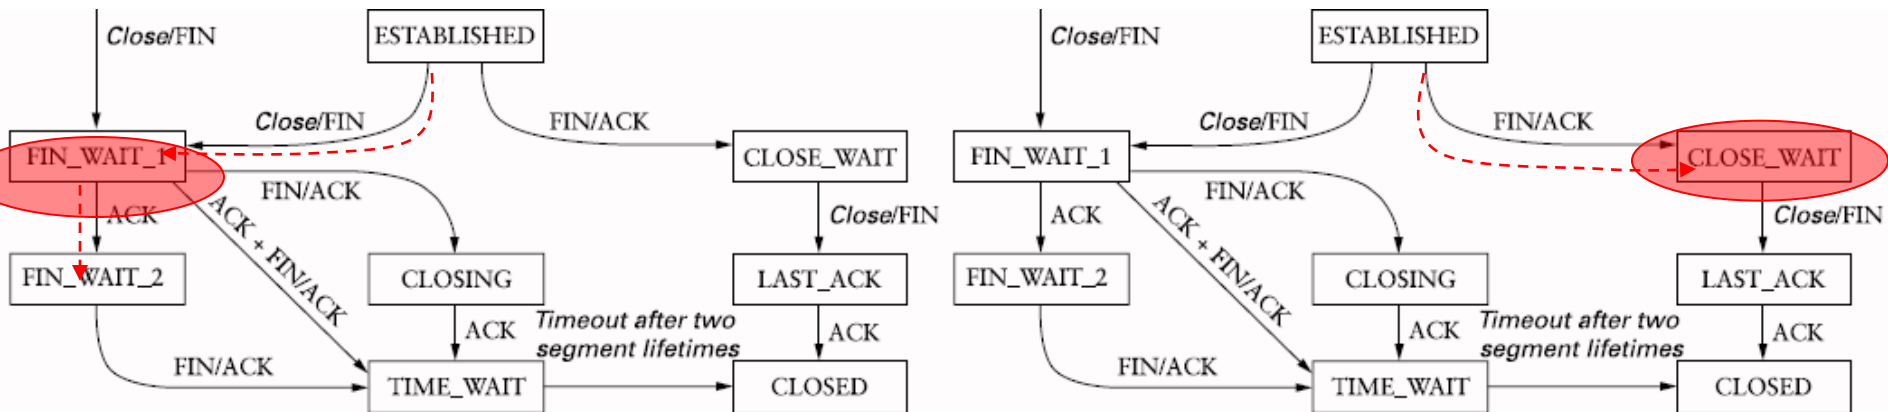 Close/FIN
ESTABLISHED
Close/FIN
FIN/ACK
FIN_WAIT_1
CLOSE_WAIT
FIN/ACK
ACK
ACK + FIN/ACK
Close/FIN
FIN_WAIT_2
CLOSING
LAST_ACK
ACK
Timeout after two
segment lifetimes
ACK
FIN/ACK
TIME_WAIT
CLOSED
Close/FIN
ESTABLISHED
Close/FIN
FIN/ACK
FIN_WAIT_1
CLOSE_WAIT
FIN/ACK
ACK
ACK + FIN/ACK
Close/FIN
FIN_WAIT_2
CLOSING
LAST_ACK
ACK
Timeout after two
segment lifetimes
ACK
FIN/ACK
TIME_WAIT
CLOSED